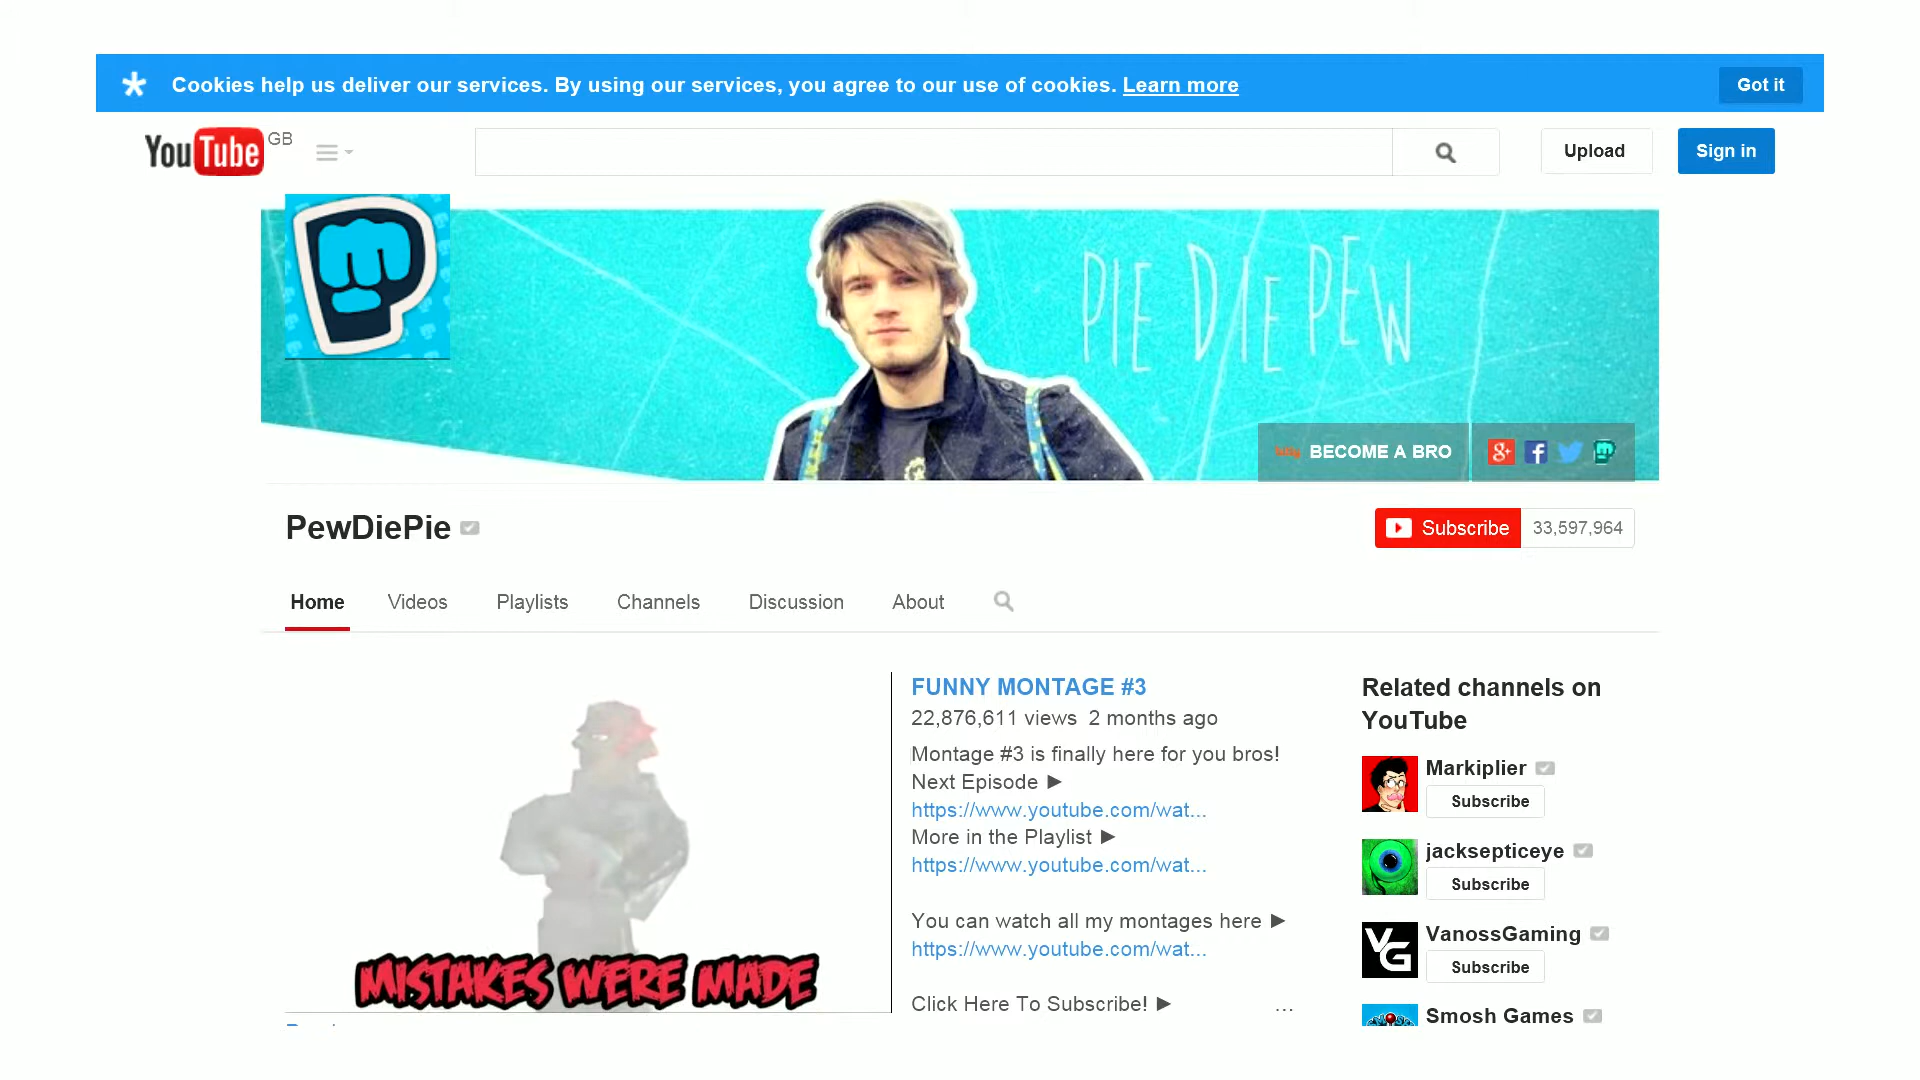 Cookies help us deliver our services. By using our services, you agree to our use of cookies. Learn more
Got it
YouTube GB
Upload
Sign in
PIE DIE PEW
BECOME A BRO
PewDiePie
Subscribe 33,597,964
Home Videos Playlists Channels Discussion About
MISTAKES WERE MADE
FUNNY MONTAGE #3
22,876,611 views 2 months ago
Montage #3 is finally here for you bros!
Next Episode ►
https://www.youtube.com/wat...
More in the Playlist ►
https://www.youtube.com/wat...
You can watch all my montages here ►
https://www.youtube.com/wat...
Click Here To Subscribe! ►
...
Related channels on
YouTube
Markiplier
Subscribe
jacksepticeye
Subscribe
VG
VanossGaming
Subscribe
Smosh Games